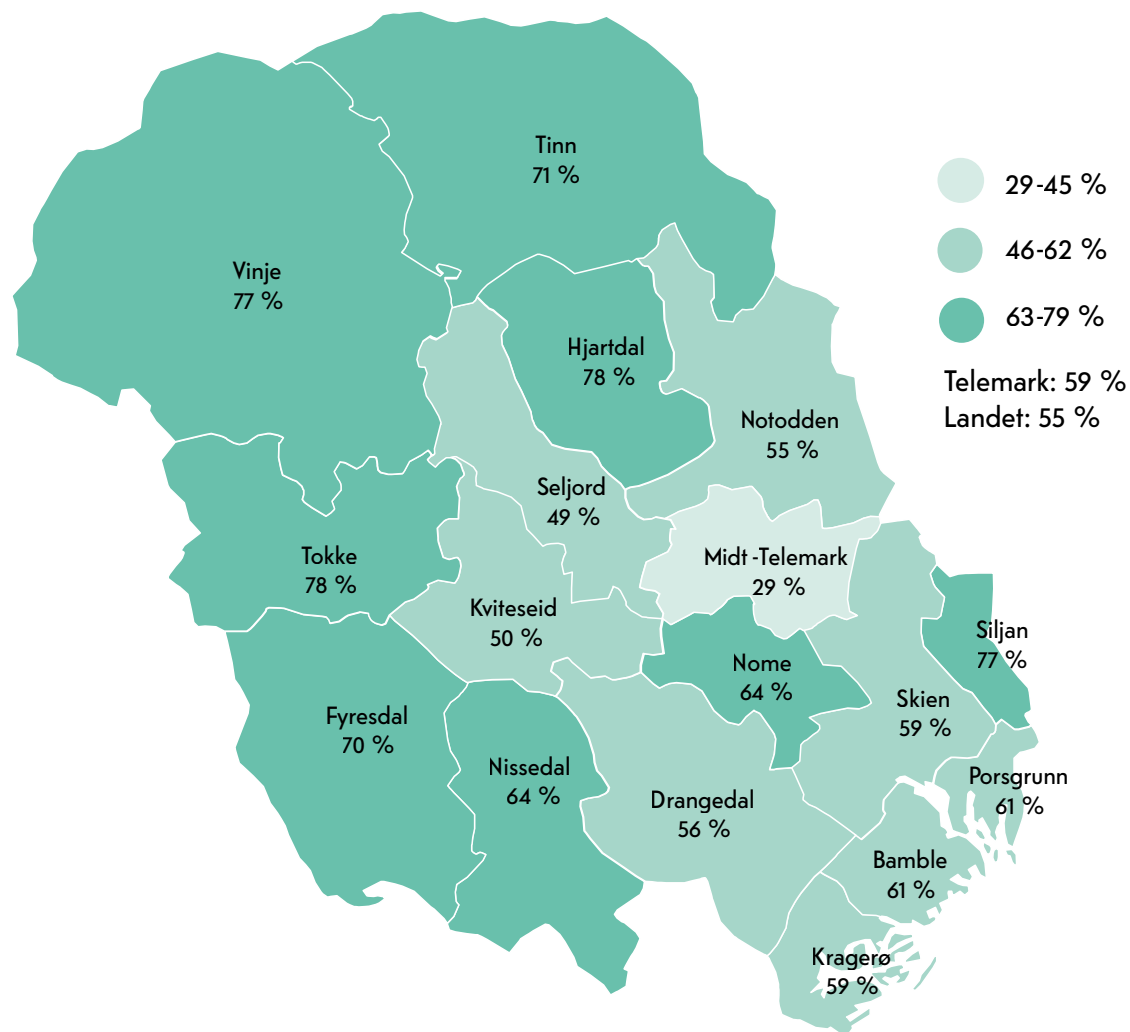 Tinn
71 %
29-45 %
46-62 %
63-79 %
Telemark: 59 %
Landet: 55 %
Vinje
77 %
Hjartdal
78 %
Notodden
55 %
Seljord
49 %
Tokke
78 %
Midt -Telemark
29 %
Kviteseid
50 %
Siljan
77 %
Nome
64 %
Skien
59 %
Fyresdal
70 %
Nissedal
64 %
Drangedal
56 %
Porsgrunn
61 %
Bamble
61 %
Kragerø
59 %